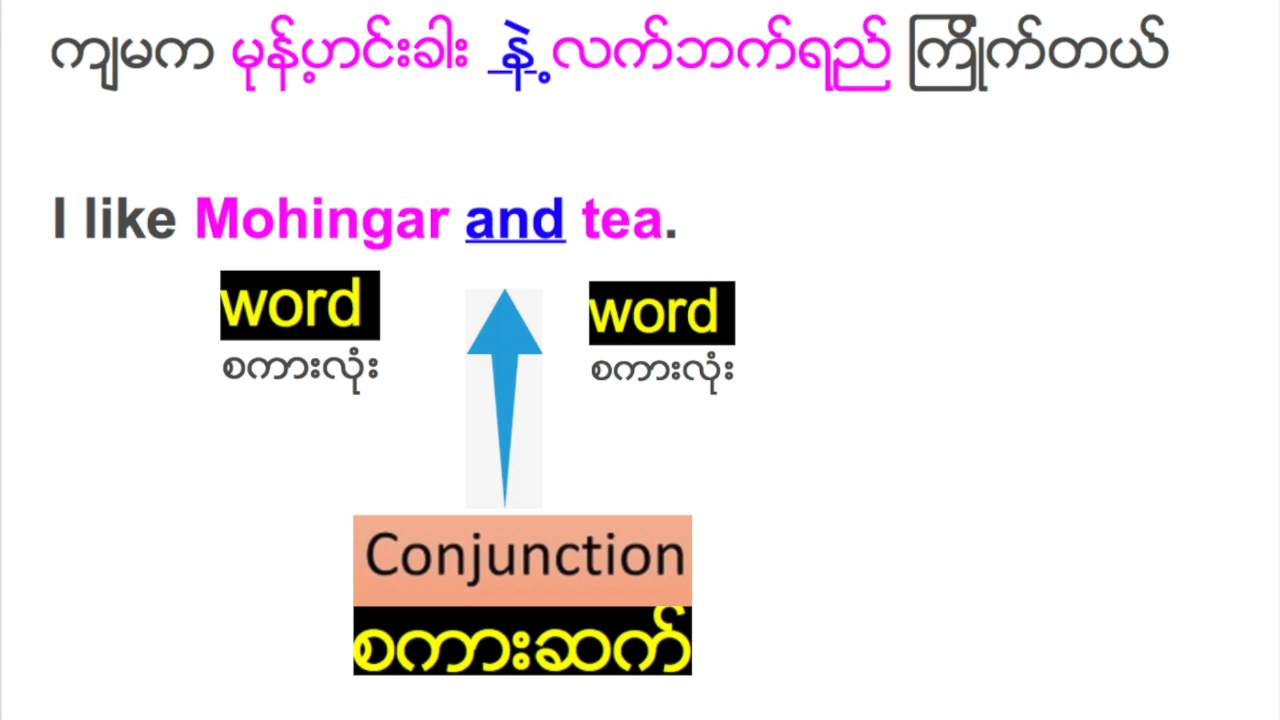 ကျမက မုန့်ဟင်းခါး နဲ့ လက်ဘက်ရည် ကြိုက်တယ်
I like Mohingar and tea.
word word
စကားလုံး စကားလုံး
Conjunction
စကားဆက်